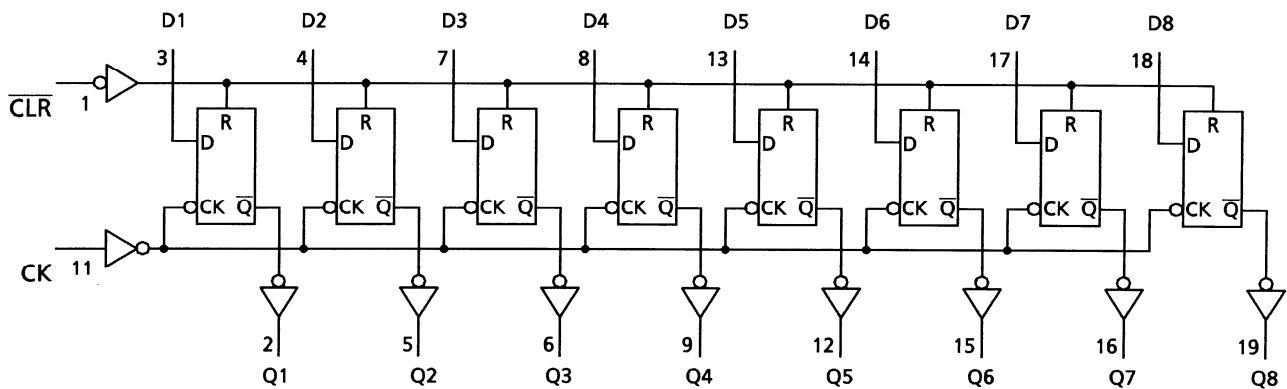 D1 D2 D3 D4 D5 D6 D7 D8
3 4 7 8 13 14 17 18
C̅L̅R̅ 1
R R R R R R R R
D D D D D D D D
CK Q̅ CK Q̅ CK Q̅ CK Q̅ CK Q̅ CK Q̅ CK Q̅ CK Q̅
CK 11
2 5 6 9 12 15 16 19
Q1 Q2 Q3 Q4 Q5 Q6 Q7 Q8